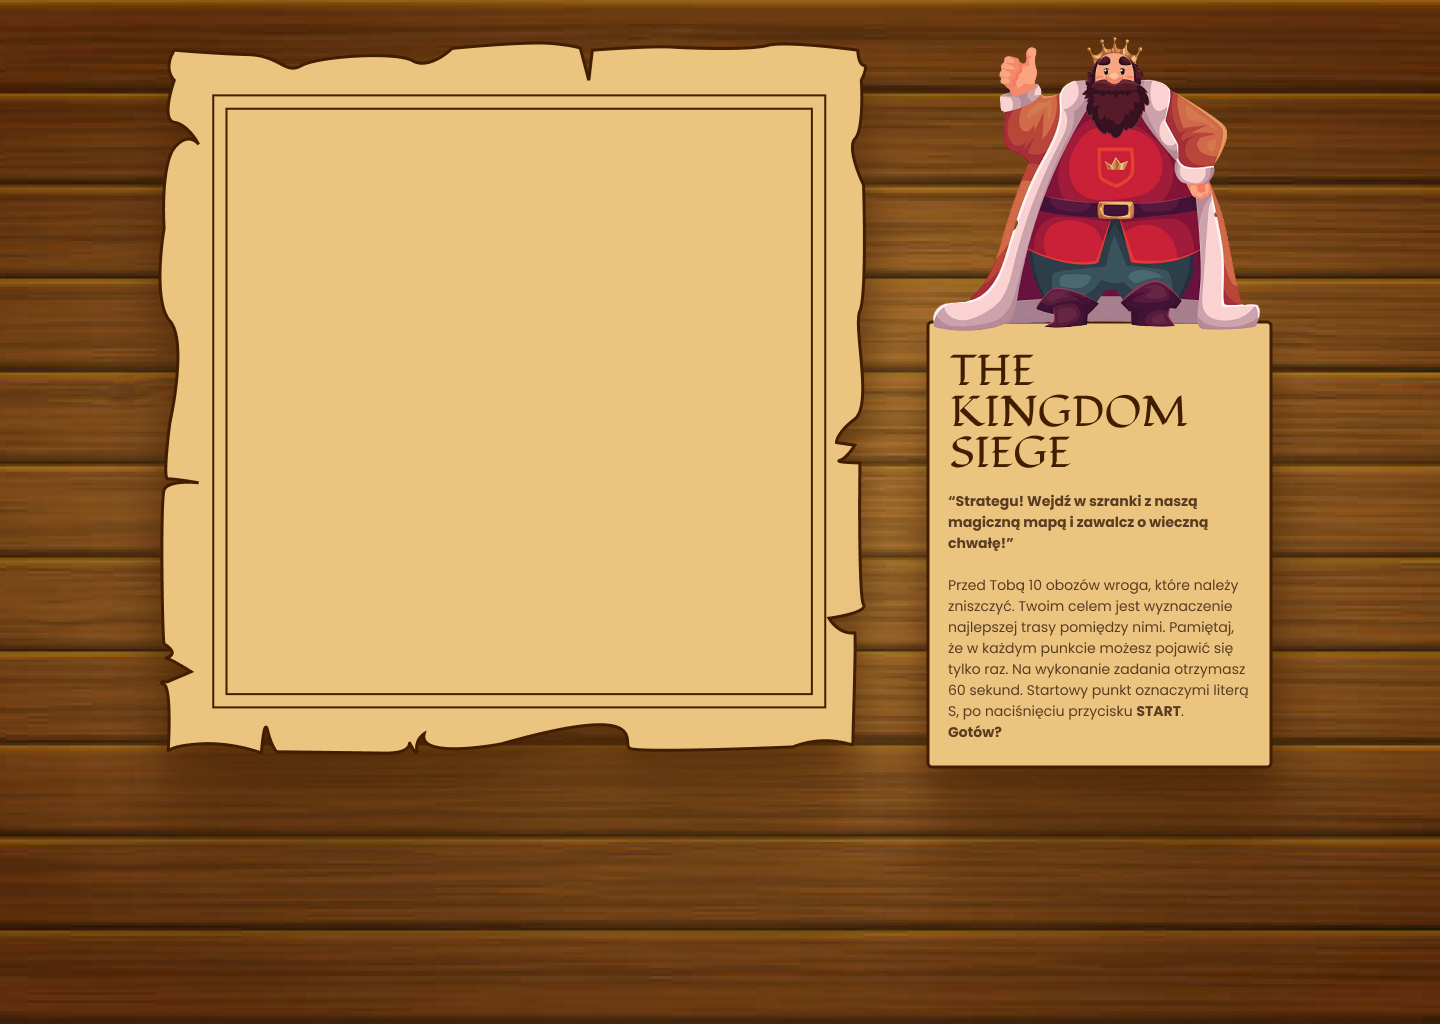 THE
KINGDOM
SIEGE
“Strategu! Wejdź w szranki z naszą
magiczną mapą i zawalcz o wieczną
chwałę!”
Przed Tobą 10 obozów wroga, które należy
zniszczyć. Twoim celem jest wyznaczenie
najlepszej trasy pomiędzy nimi. Pamiętaj,
że w każdym punkcie możesz pojawić się
tylko raz. Na wykonanie zadania otrzymasz
60 sekund. Startowy punkt oznaczymi literą
S, po naciśnięciu przycisku START.
Gotów?